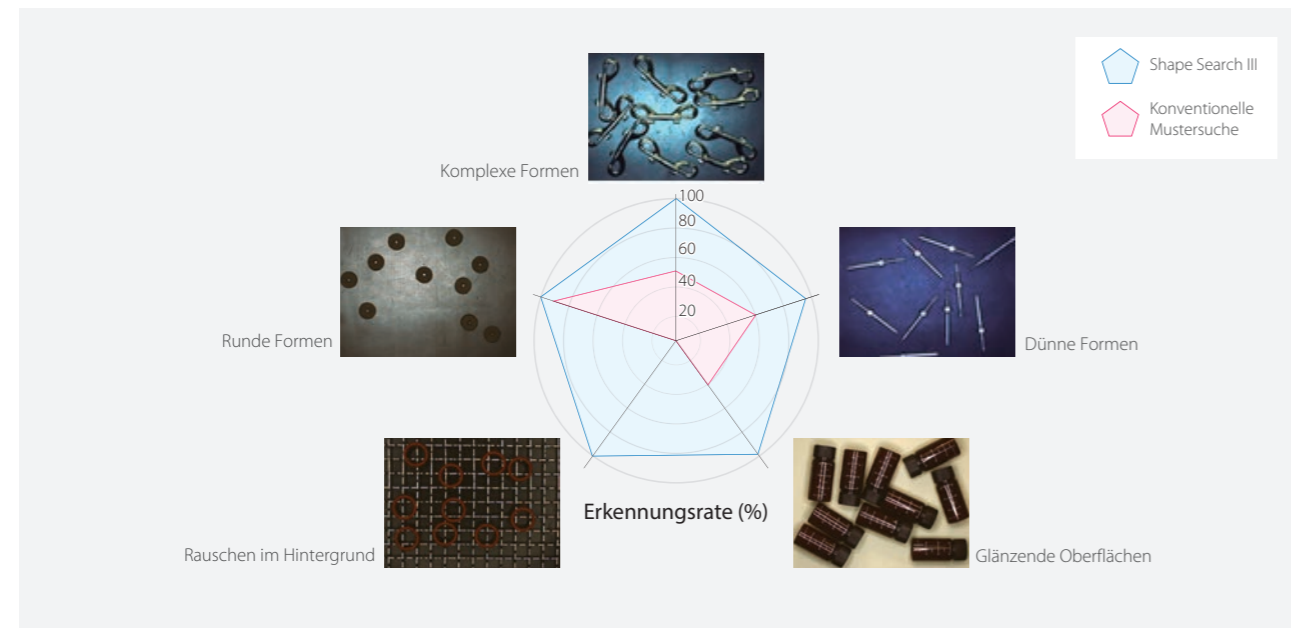 Shape Search III
Konventionelle
Mustersuche
Komplexe Formen
100
80
60
40
20
Runde Formen
Dünne Formen
Erkennungsrate (%)
Rauschen im Hintergrund
Glänzende Oberflächen